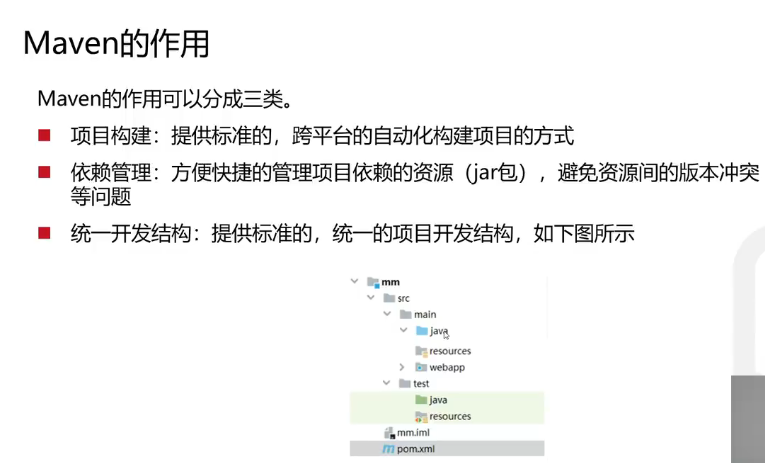 Maven的作用
Maven的作用可以分成三类。
项目构建：提供标准的，跨平台的自动化构建项目的方式
依赖管理：方便快捷的管理项目依赖的资源（jar包），避免资源间的版本冲突
等问题
统一开发结构：提供标准的，统一的项目开发结构，如下图所示
mm
src
main
java
resources
webapp
test
java
resources
mm.iml
pom.xml